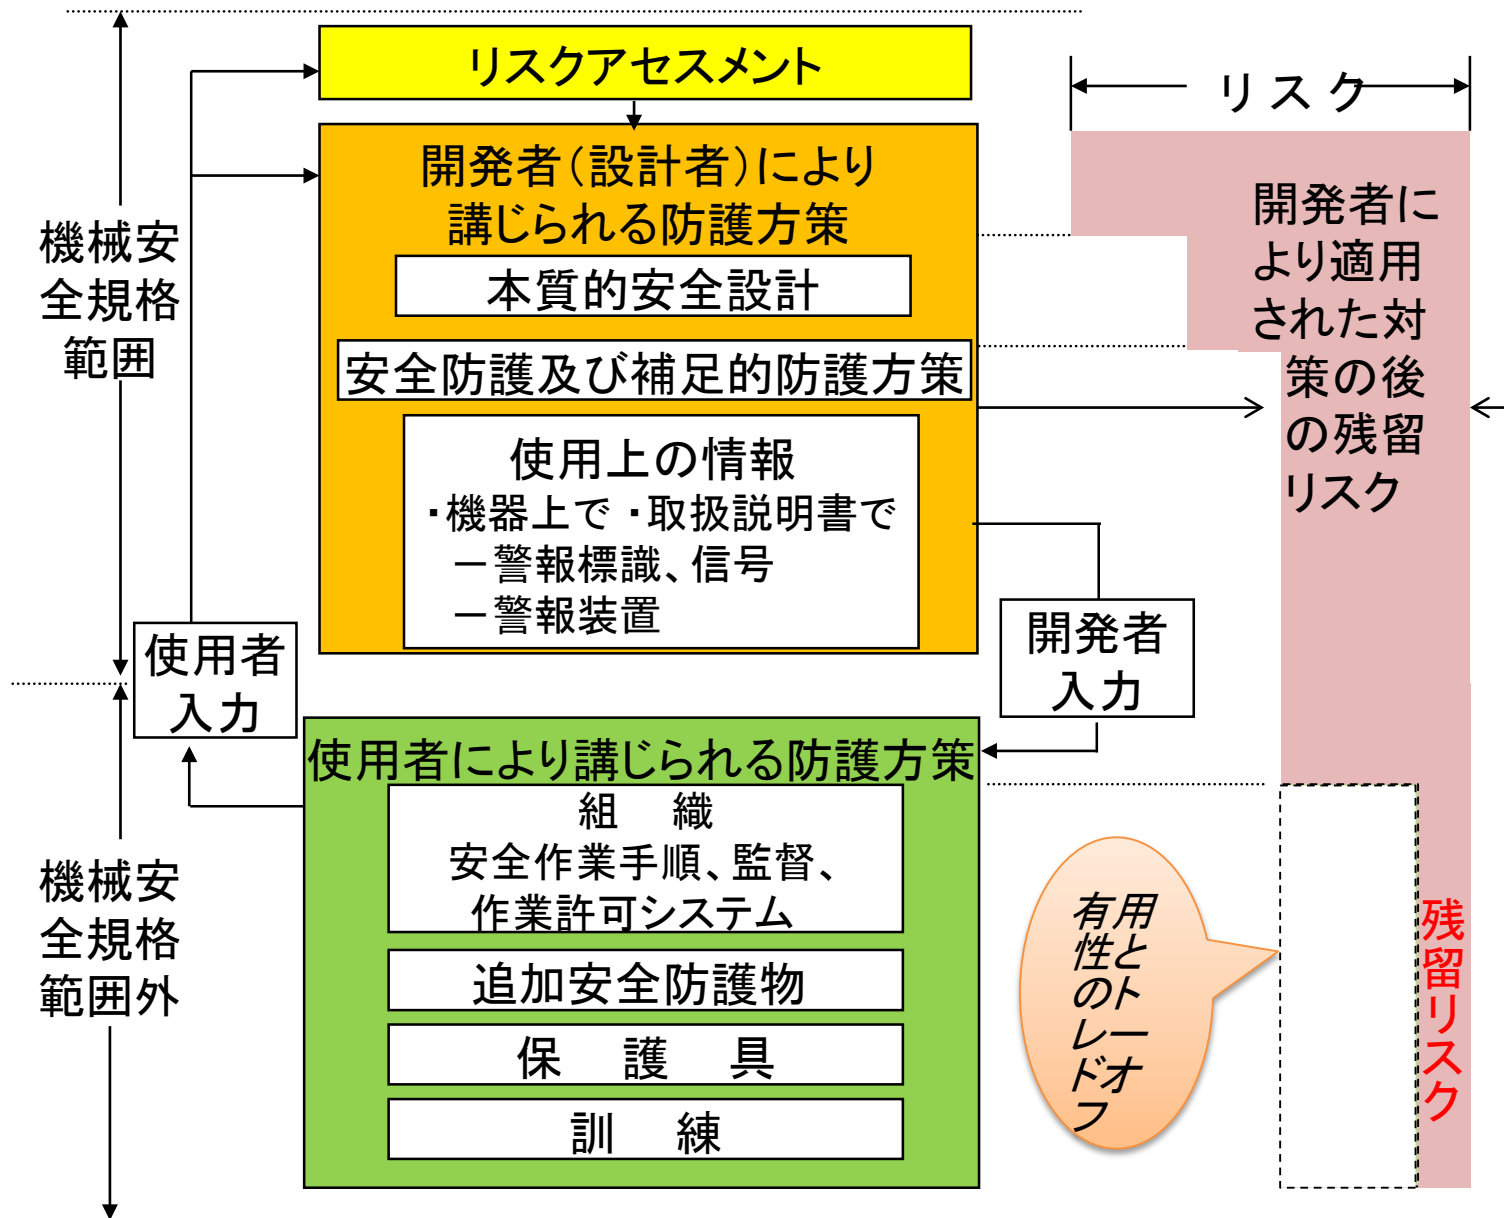 リスクアセスメント
リ ス ク
開発者（設計者）により
講じられる防護方策
本質的安全設計
安全防護及び補足的防護方策
使用上の情報
・機器上で ・取扱説明書で
－警報標識、信号
－警報装置
機械安
全規格
範囲
開発者に
より適用
された対
策の後
の残留
リスク
使用者
入力
開発者
入力
使用者により講じられる防護方策
組　織
安全作業手順、監督、
作業許可システム
追加安全防護物
保　護　具
訓　練
機械安
全規格
範囲外
有用
性と
のト
レー
ドオ
フ
残
留
リ
ス
ク